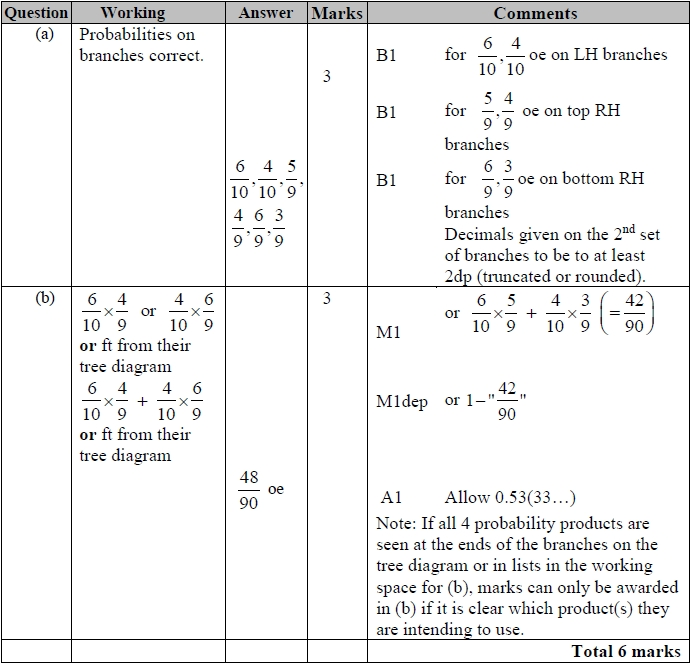 Question Working Answer Marks Comments
(a) Probabilities on
branches correct.
6/10, 4/10, 5/9,
4/9, 6/9, 3/9
3
B1 for 6/10, 4/10 oe on LH branches
B1 for 5/9, 4/9 oe on top RH
branches
B1 for 6/9, 3/9 oe on bottom RH
branches
Decimals given on the 2nd set
of branches to be to at least
2dp (truncated or rounded).
(b) 6/10 × 4/9 or 4/10 × 6/9
or ft from their
tree diagram
6/10 × 4/9 + 4/10 × 6/9
or ft from their
tree diagram
48/90 oe
3
M1 or 6/10 × 5/9 + 4/10 × 3/9 (= 42/90)
M1dep or 1−"42/90"
A1 Allow 0.53(33…)
Note: If all 4 probability products are
seen at the ends of the branches on the
tree diagram or in lists in the working
space for (b), marks can only be awarded
in (b) if it is clear which product(s) they
are intending to use.
Total 6 marks